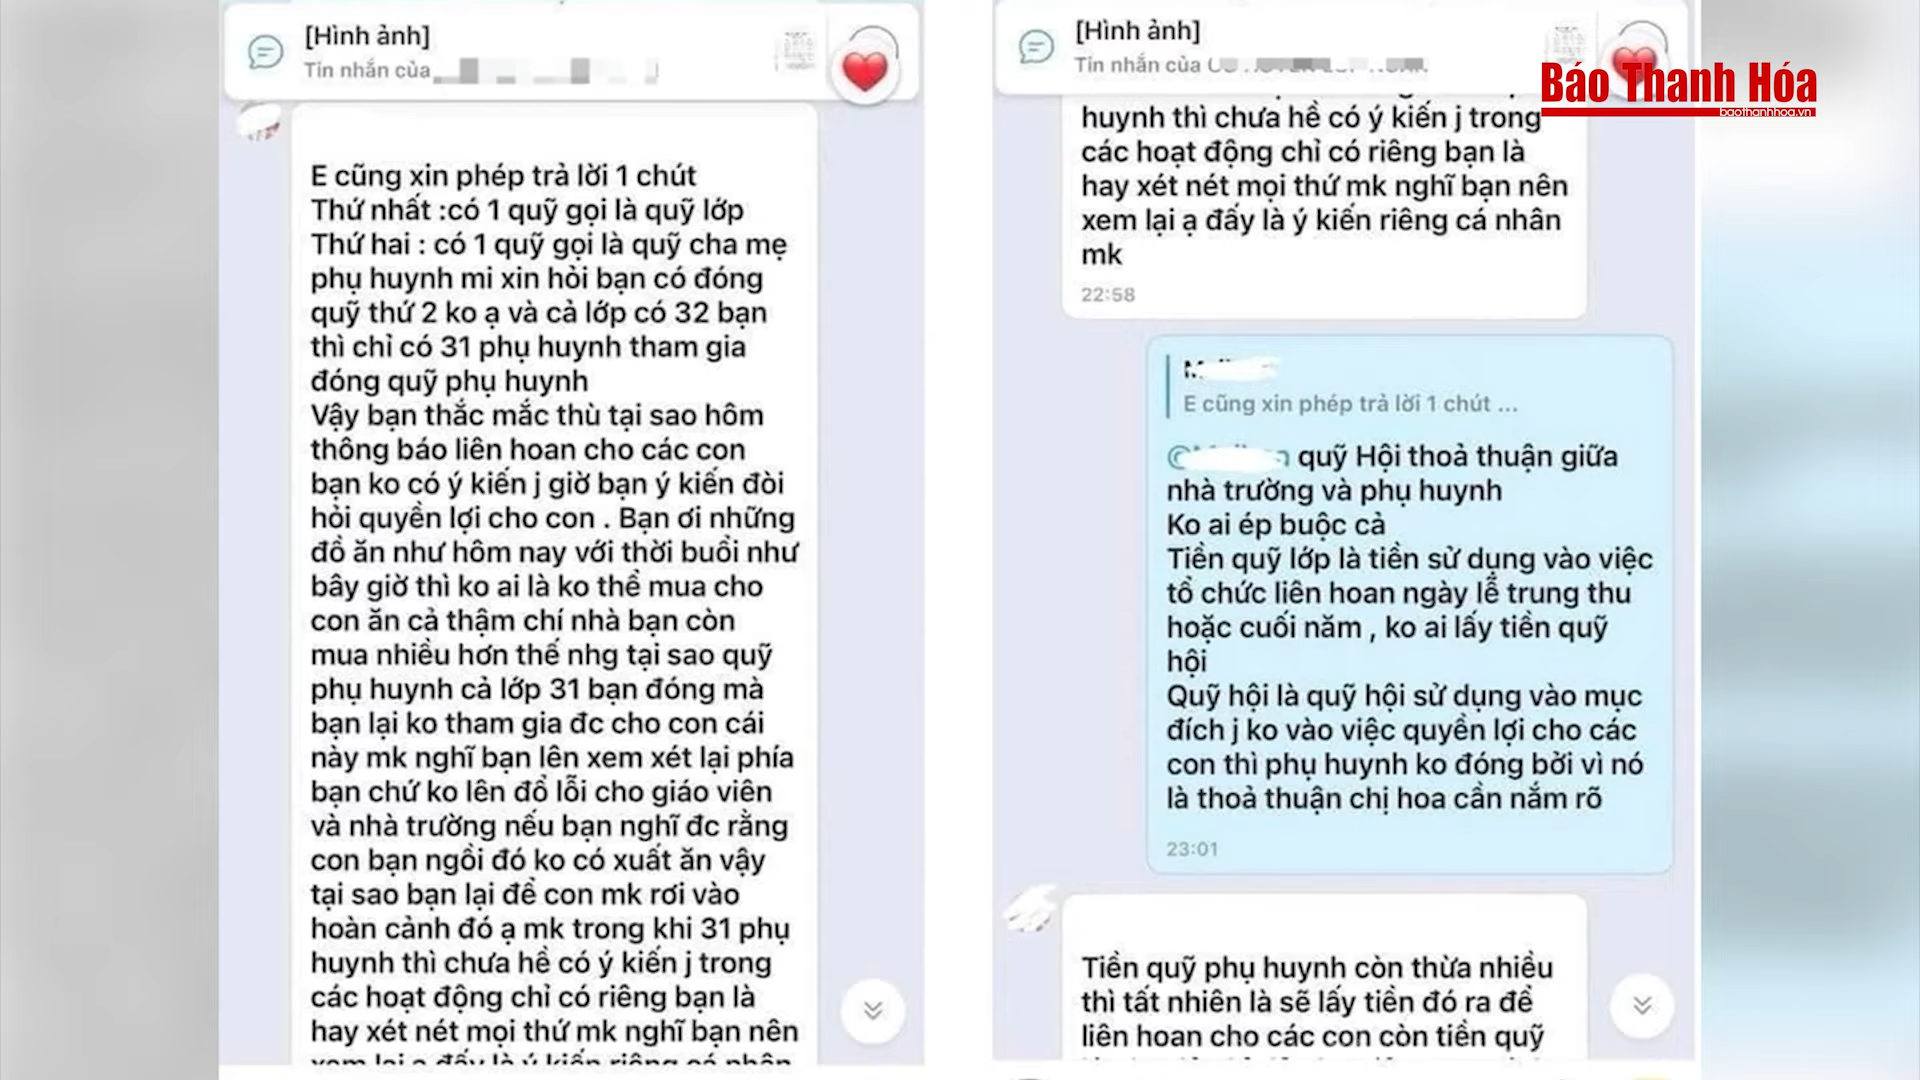 [Hình ảnh]
Tin nhắn của
E cũng xin phép trả lời 1 chút
Thứ nhất :có 1 quỹ gọi là quỹ lớp
Thứ hai : có 1 quỹ gọi là quỹ cha mẹ
phụ huynh mi xin hỏi bạn có đóng
quỹ thứ 2 ko ạ và cả lớp có 32 bạn
thì chỉ có 31 phụ huynh tham gia
đóng quỹ phụ huynh
Vậy bạn thắc mắc thù tại sao hôm
thông báo liên hoan cho các con
bạn ko có ý kiến j giờ bạn ý kiến đòi
hỏi quyền lợi cho con . Bạn ơi những
đồ ăn như hôm nay với thời buổi như
bây giờ thì ko ai là ko thể mua cho
con ăn cả thậm chí nhà bạn còn
mua nhiều hơn thế nhg tại sao quỹ
phụ huynh cả lớp 31 bạn đóng mà
bạn lại ko tham gia đc cho con cái
này mk nghĩ bạn lên xem xét lại phía
bạn chứ ko lên đổ lỗi cho giáo viên
và nhà trường nếu bạn nghĩ đc rằng
con bạn ngồi đó ko có xuất ăn vậy
tại sao bạn lại để con mk rơi vào
hoàn cảnh đó ạ mk trong khi 31 phụ
huynh thì chưa hề có ý kiến j trong
các hoạt động chỉ có riêng bạn là
hay xét nét mọi thứ mk nghĩ bạn nên
xem lại ạ đấy là ý kiến riêng cá nhân
[Hình ảnh]
Tin nhắn của
Báo Thanh Hóa
baothanhhoa.vn
huynh thì chưa hề có ý kiến j trong
các hoạt động chỉ có riêng bạn là
hay xét nét mọi thứ mk nghĩ bạn nên
xem lại ạ đấy là ý kiến riêng cá nhân
mk
22:58
E cũng xin phép trả lời 1 chút ...
quỹ Hội thoả thuận giữa
nhà trường và phụ huynh
Ko ai ép buộc cả
Tiền quỹ lớp là tiền sử dụng vào việc
tổ chức liên hoan ngày lễ trung thu
hoặc cuối năm , ko ai lấy tiền quỹ
hội
Quỹ hội là quỹ hội sử dụng vào mục
đích j ko vào việc quyền lợi cho các
con thì phụ huynh ko đóng bởi vì nó
là thoả thuận chị hoa cần nắm rõ
23:01
Tiền quỹ phụ huynh còn thừa nhiều
thì tất nhiên là sẽ lấy tiền đó ra để
liên hoan cho các con còn tiền quỹ